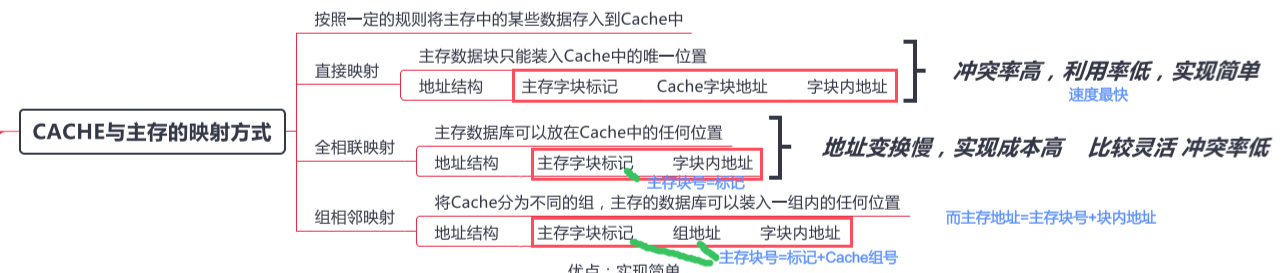 按照一定的规则将主存中的某些数据存入到Cache中
主存数据块只能装入Cache中的唯一位置
直接映射
地址结构 主存字块标记 Cache字块地址 字块内地址
冲突率高，利用率低，实现简单
速度最快
CACHE与主存的映射方式
主存数据库可以放在Cache中的任何位置
全相联映射
地址结构 主存字块标记 字块内地址
地址变换慢，实现成本高 比较灵活 冲突率低
主存块号=标记
将Cache分为不同的组，主存的数据库可以装入一组内的任何位置
组相邻映射
地址结构 主存字块标记 组地址 字块内地址
而主存地址=主存块号+块内地址
主存块号=标记+Cache组号
优点：实现简单